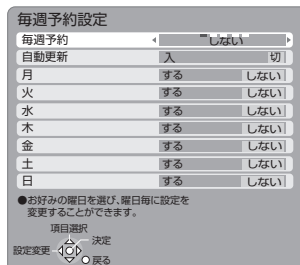 毎週予約設定
毎週予約 しない
自動更新 入 切
月 する しない
火 する しない
水 する しない
木 する しない
金 する しない
土 する しない
日 する しない
●お好みの曜日を選び、曜日毎に設定を
変更することができます。
項目選択
決定
設定変更
戻る